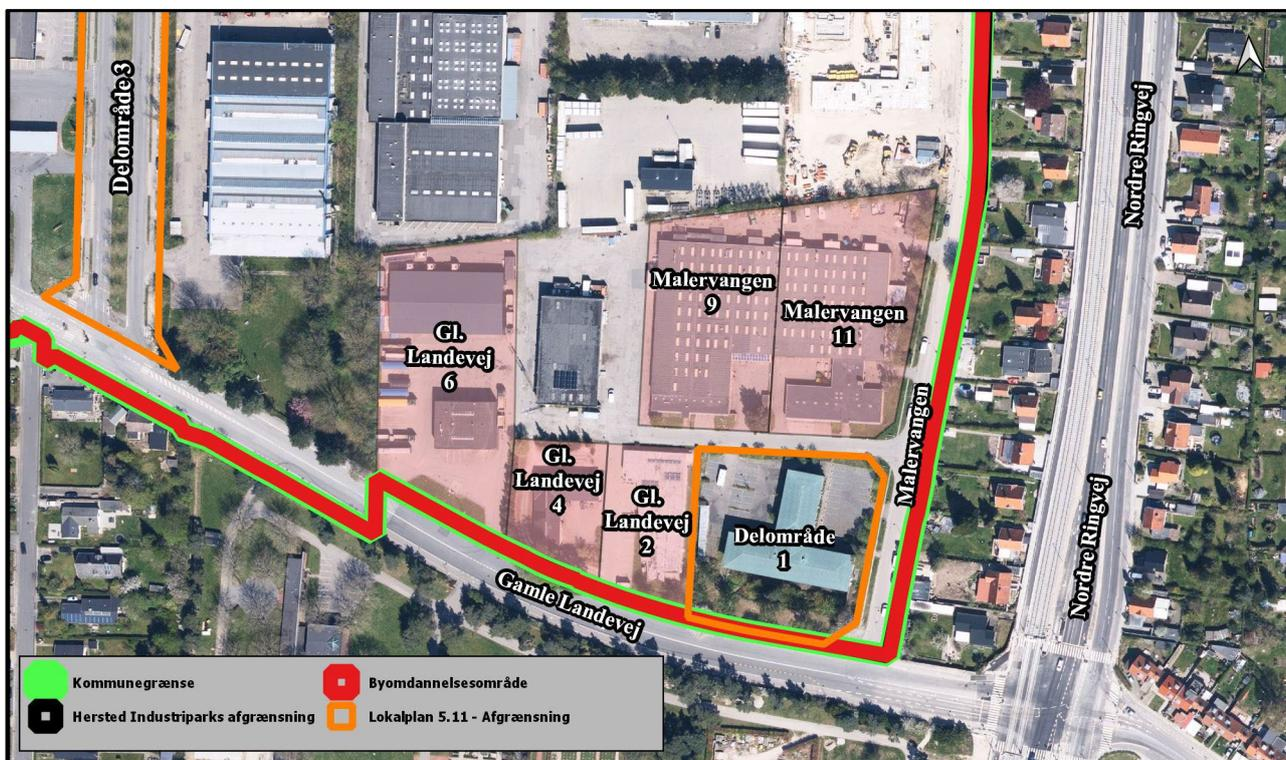 Delområde 3
Nordre Ringvej
Malervangen
9
Malervangen
11
Gl.
Landevej
6
Malervangen
Gl.
Landevej
4
Gl.
Landevej
2
Delområde
1
Nordre Ringvej
Gamle Landevej
Kommunegrænse
Byomdannelsesområde
Hersted Industriparks afgrænsning
Lokalplan 5.11 - Afgrænsning